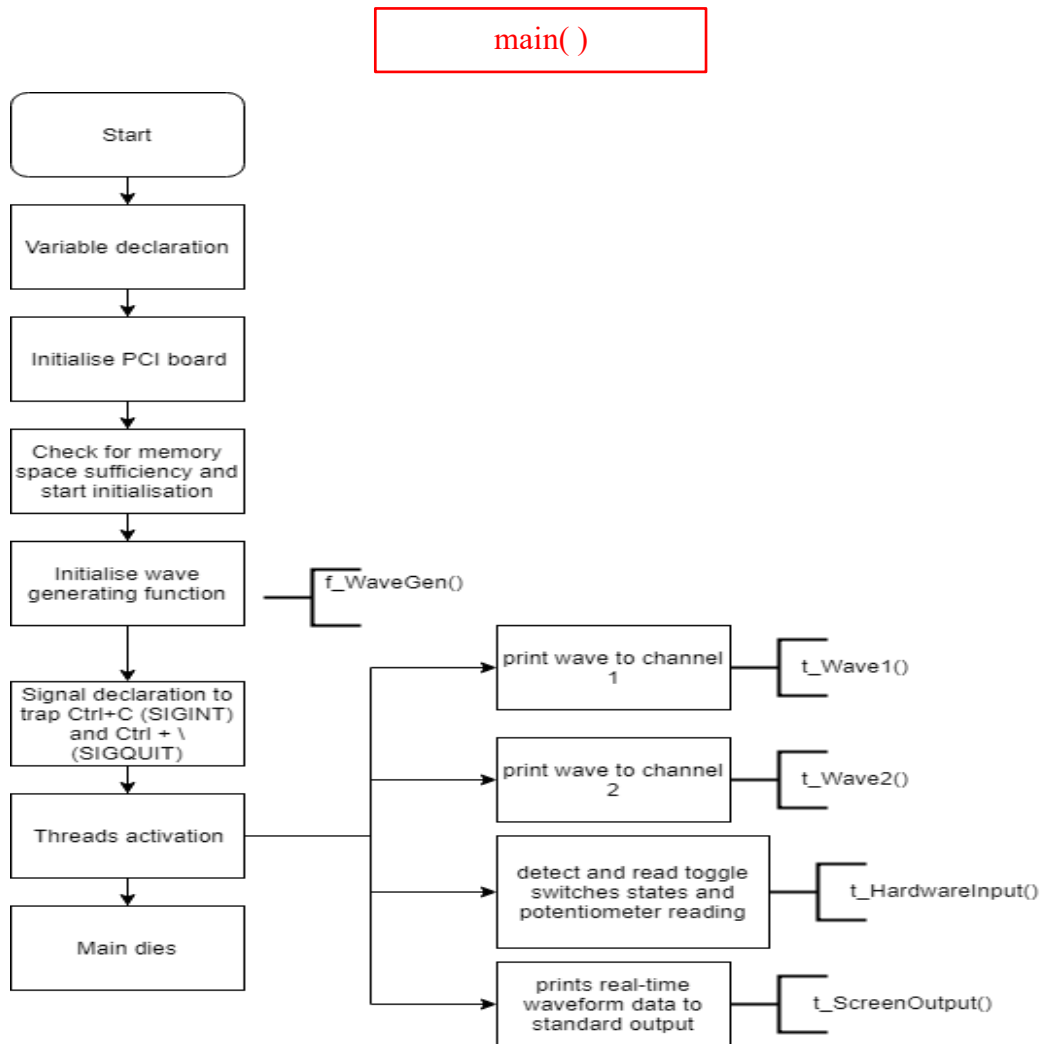 main( )
Start
Variable declaration
Initialise PCI board
Check for memory
space sufficiency and
start initialisation
Initialise wave
generating function
f_WaveGen()
Signal declaration to
trap Ctrl+C (SIGINT)
and Ctrl + \
(SIGQUIT)
Threads activation
Main dies
print wave to channel
1
t_Wave1()
print wave to channel
2
t_Wave2()
detect and read toggle
switches states and
potentiometer reading
t_HardwareInput()
prints real-time
waveform data to
standard output
t_ScreenOutput()